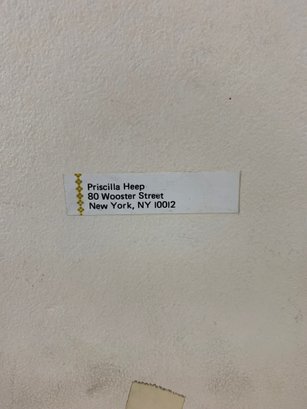 Priscilla Heep
80 Wooster Street
New York, NY 10012